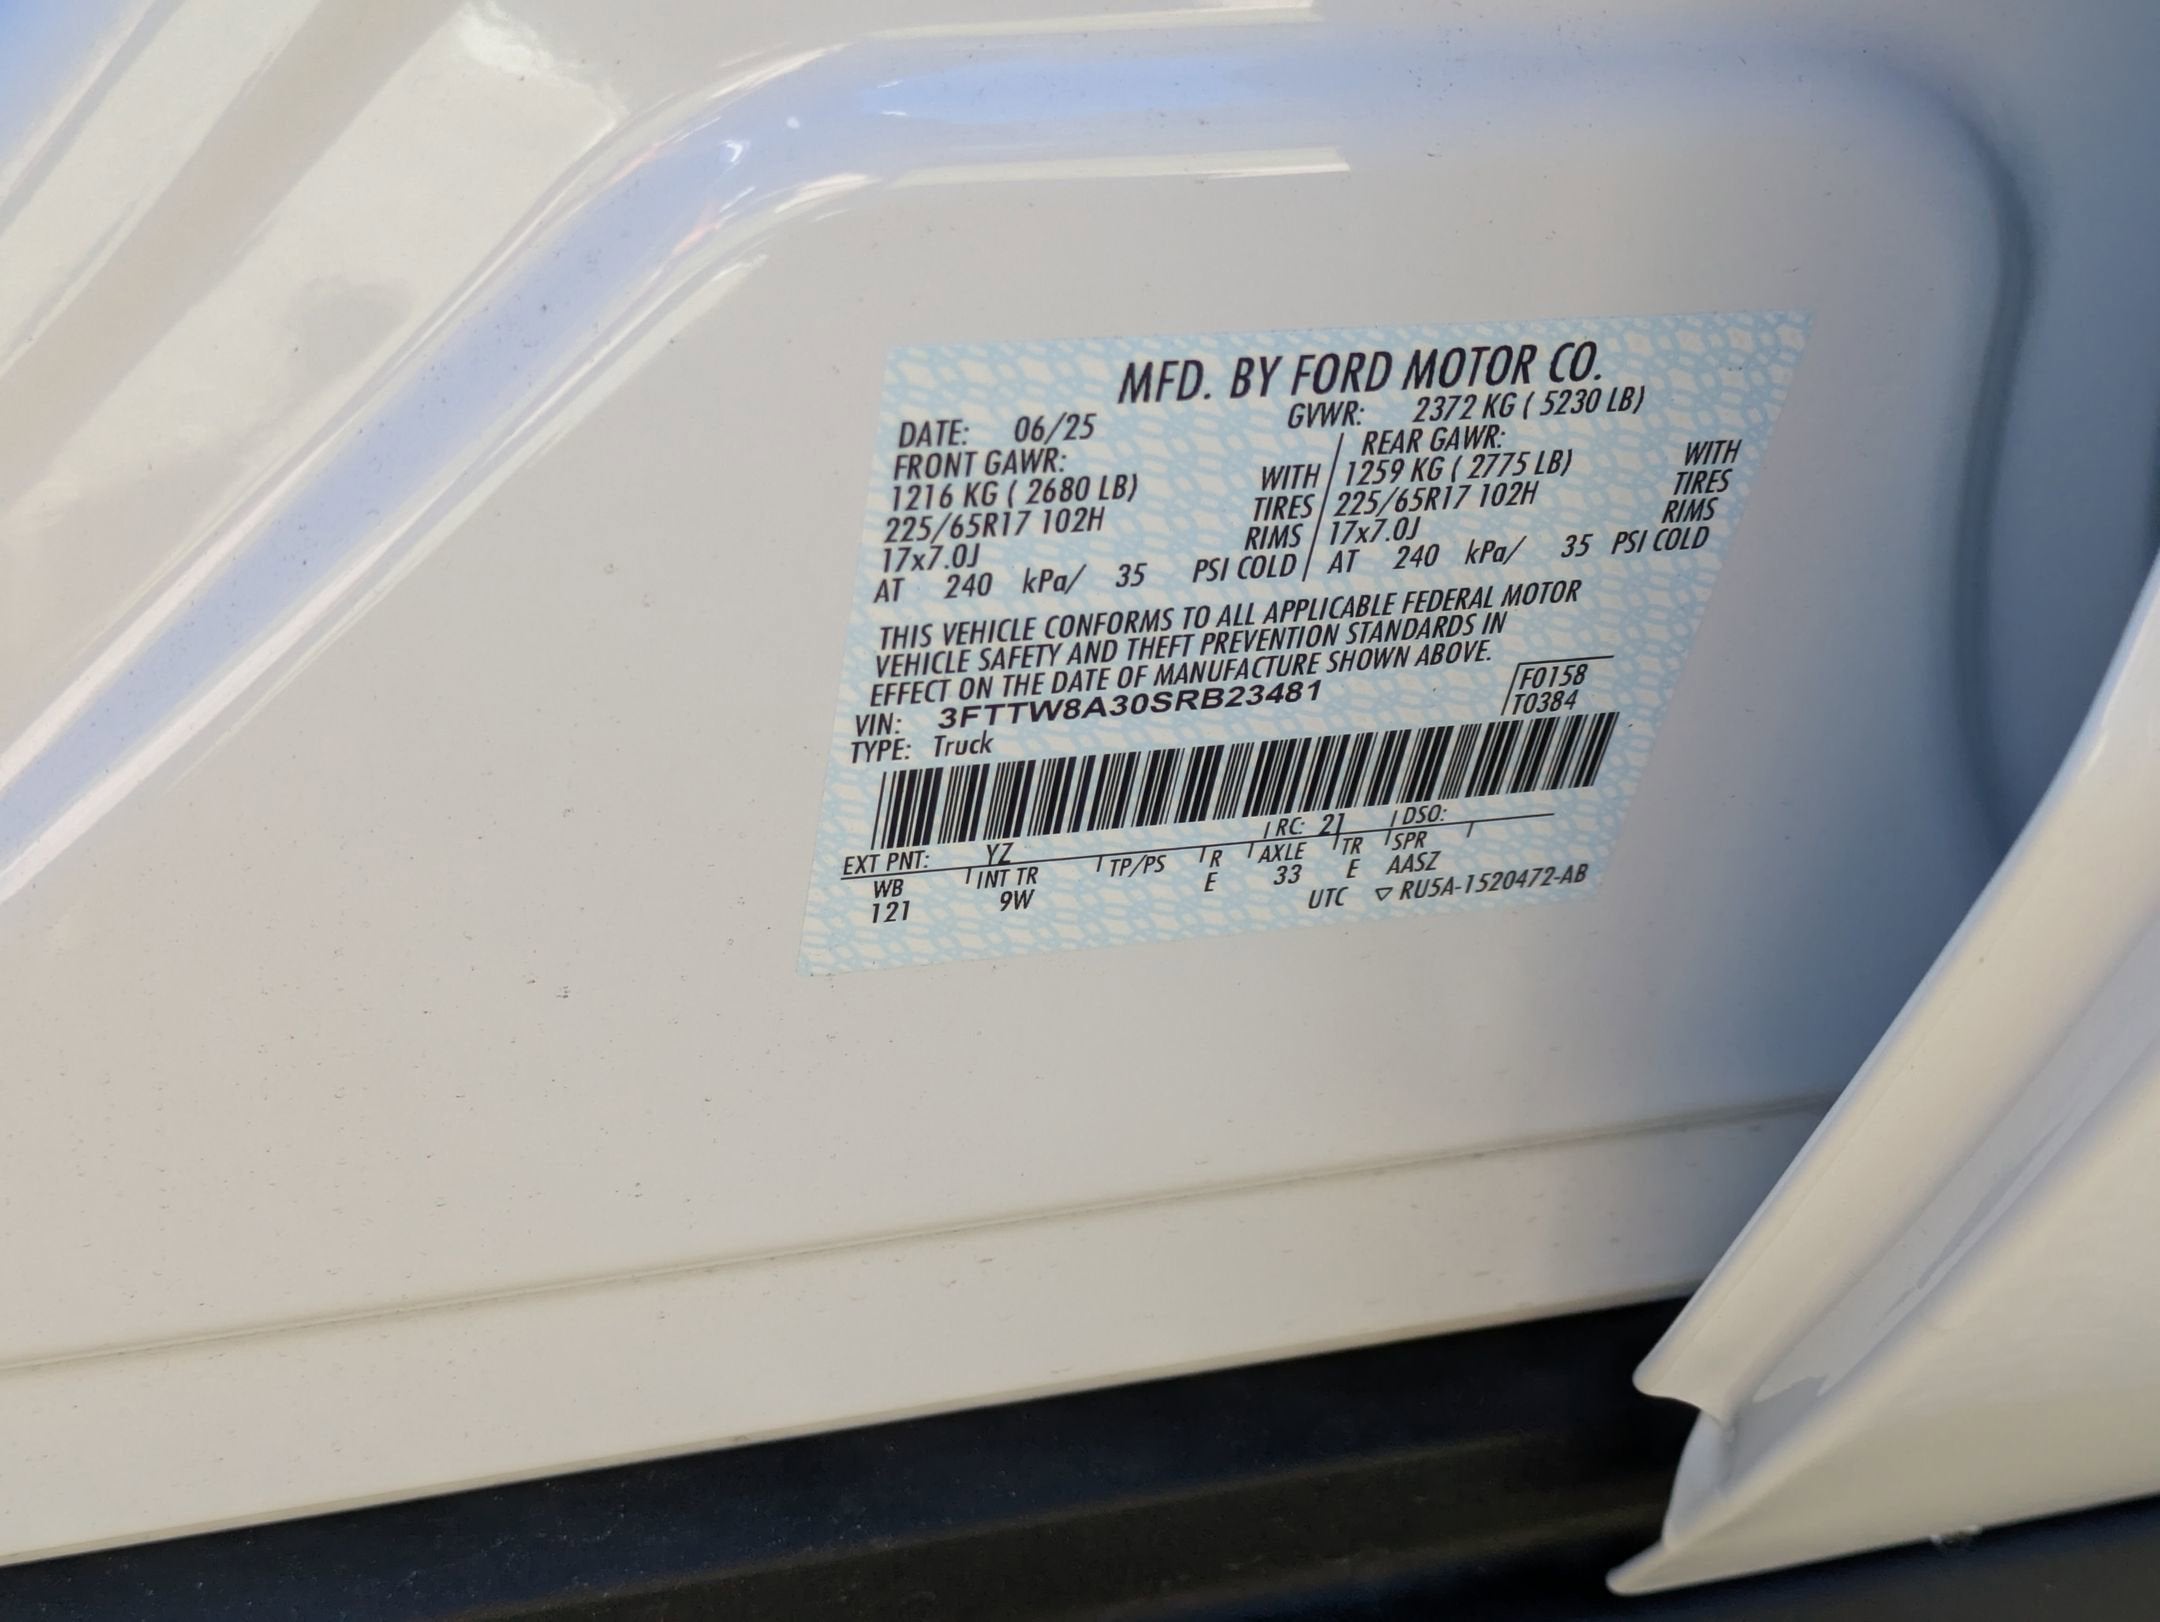 MFD. BY FORD MOTOR CO.
DATE: 06/25 GVWR: 2372 KG ( 5230 LB)
FRONT GAWR: REAR GAWR:
1216 KG ( 2680 LB) WITH 1259 KG ( 2775 LB) WITH
225/65R17 102H TIRES 225/65R17 102H TIRES
17x7.0J RIMS 17x7.0J RIMS
AT 240 kPa/ 35 PSI COLD AT 240 kPa/ 35 PSI COLD
THIS VEHICLE CONFORMS TO ALL APPLICABLE FEDERAL MOTOR
VEHICLE SAFETY AND THEFT PREVENTION STANDARDS IN
EFFECT ON THE DATE OF MANUFACTURE SHOWN ABOVE.
VIN: 3FTTW8A30SRB23481 F0158
TYPE: Truck T0384
EXT PNT: YZ RC: 21 DSO:
WB INT TR TP/PS R AXLE TR SPR
121 9W E 33 E AASZ
UTC ▽ RU5A-1520472-AB